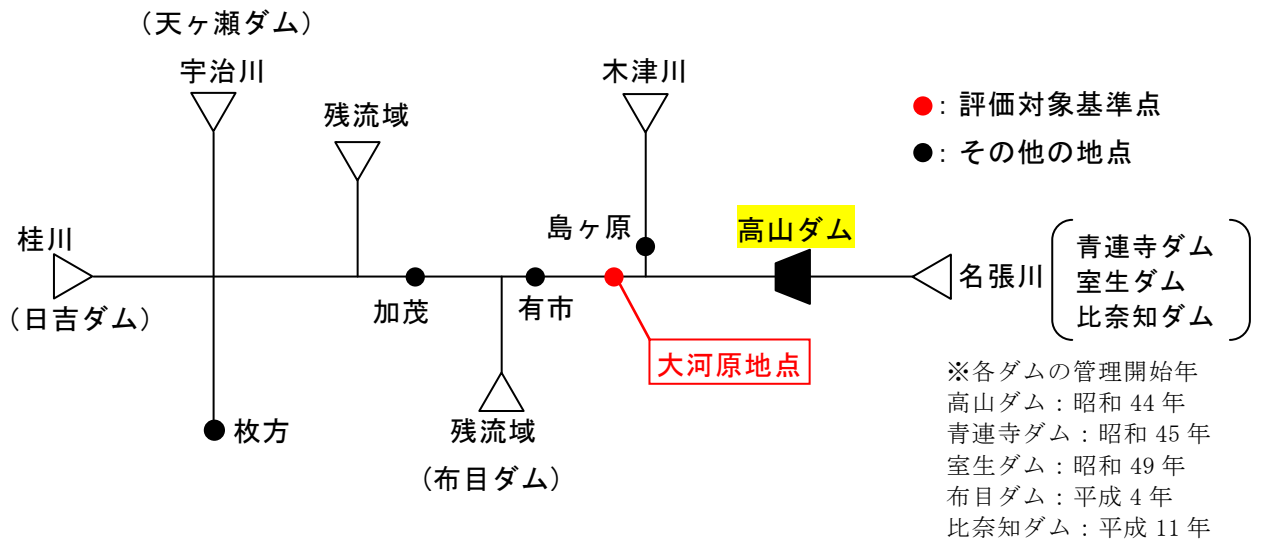 (天ヶ瀬ダム)
宇治川
残流域
木津川
●：評価対象基準点
●：その他の地点
島ヶ原
高山ダム
桂川
(日吉ダム)
加茂
有市
名張川
青連寺ダム
室生ダム
比奈知ダム
大河原地点
枚方
残流域
(布目ダム)
※各ダムの管理開始年
高山ダム：昭和 44 年
青連寺ダム：昭和 45 年
室生ダム：昭和 49 年
布目ダム：平成 4 年
比奈知ダム：平成 11 年